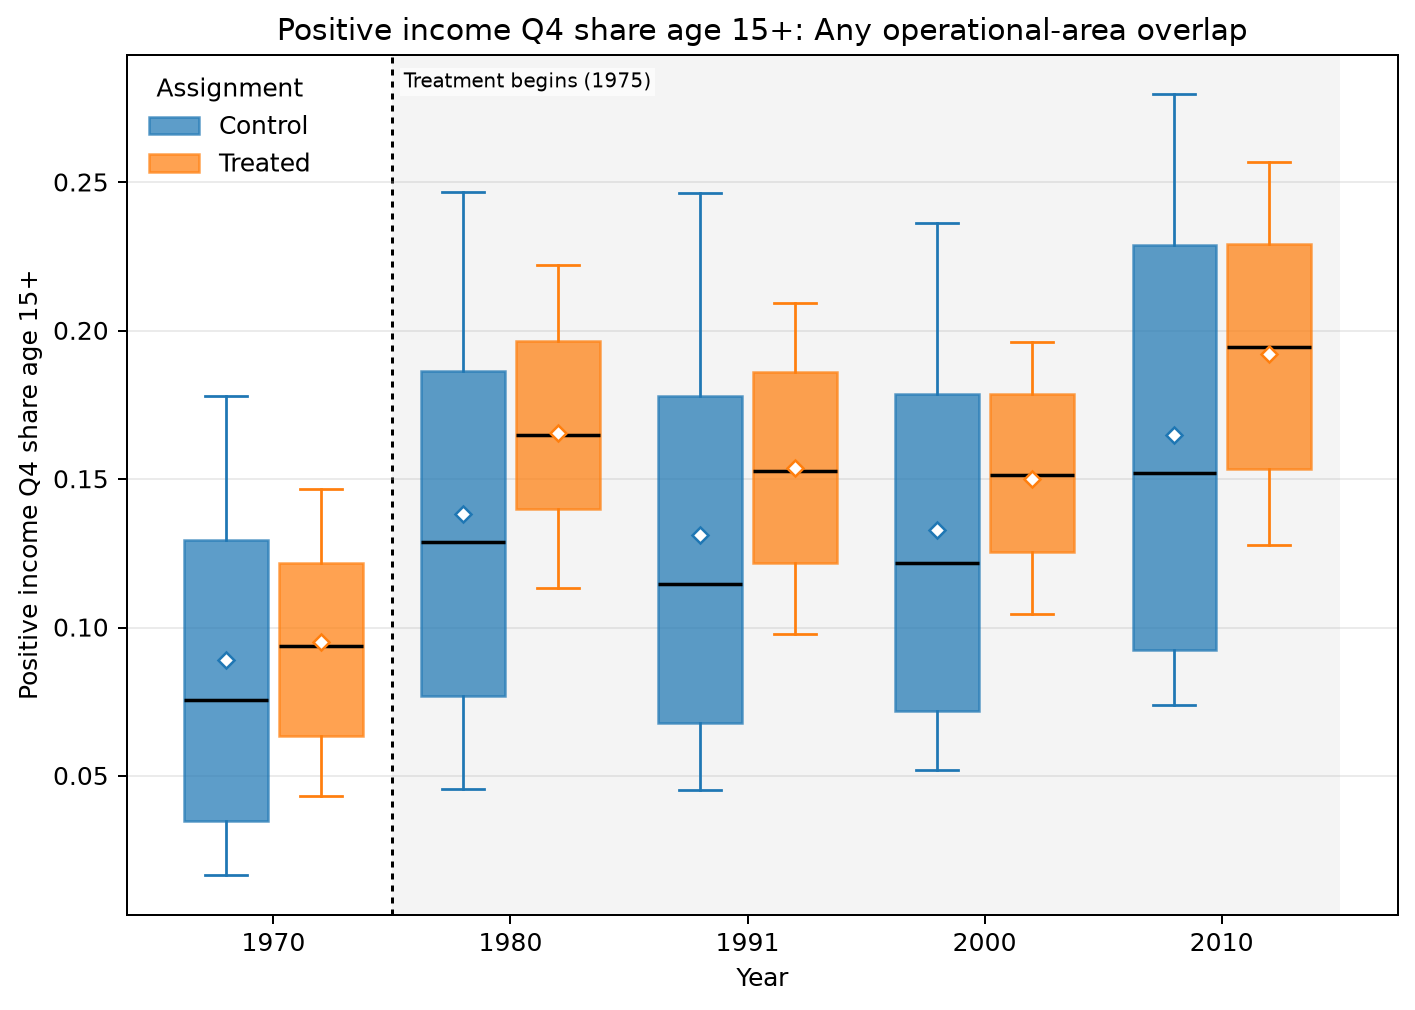 Positive income Q4 share age 15+: Any operational-area overlap
Assignment
Control
Treated
Treatment begins (1975)
Positive income Q4 share age 15+
0.25
0.20
0.15
0.10
0.05
1970
1980
1991
2000
2010
Year